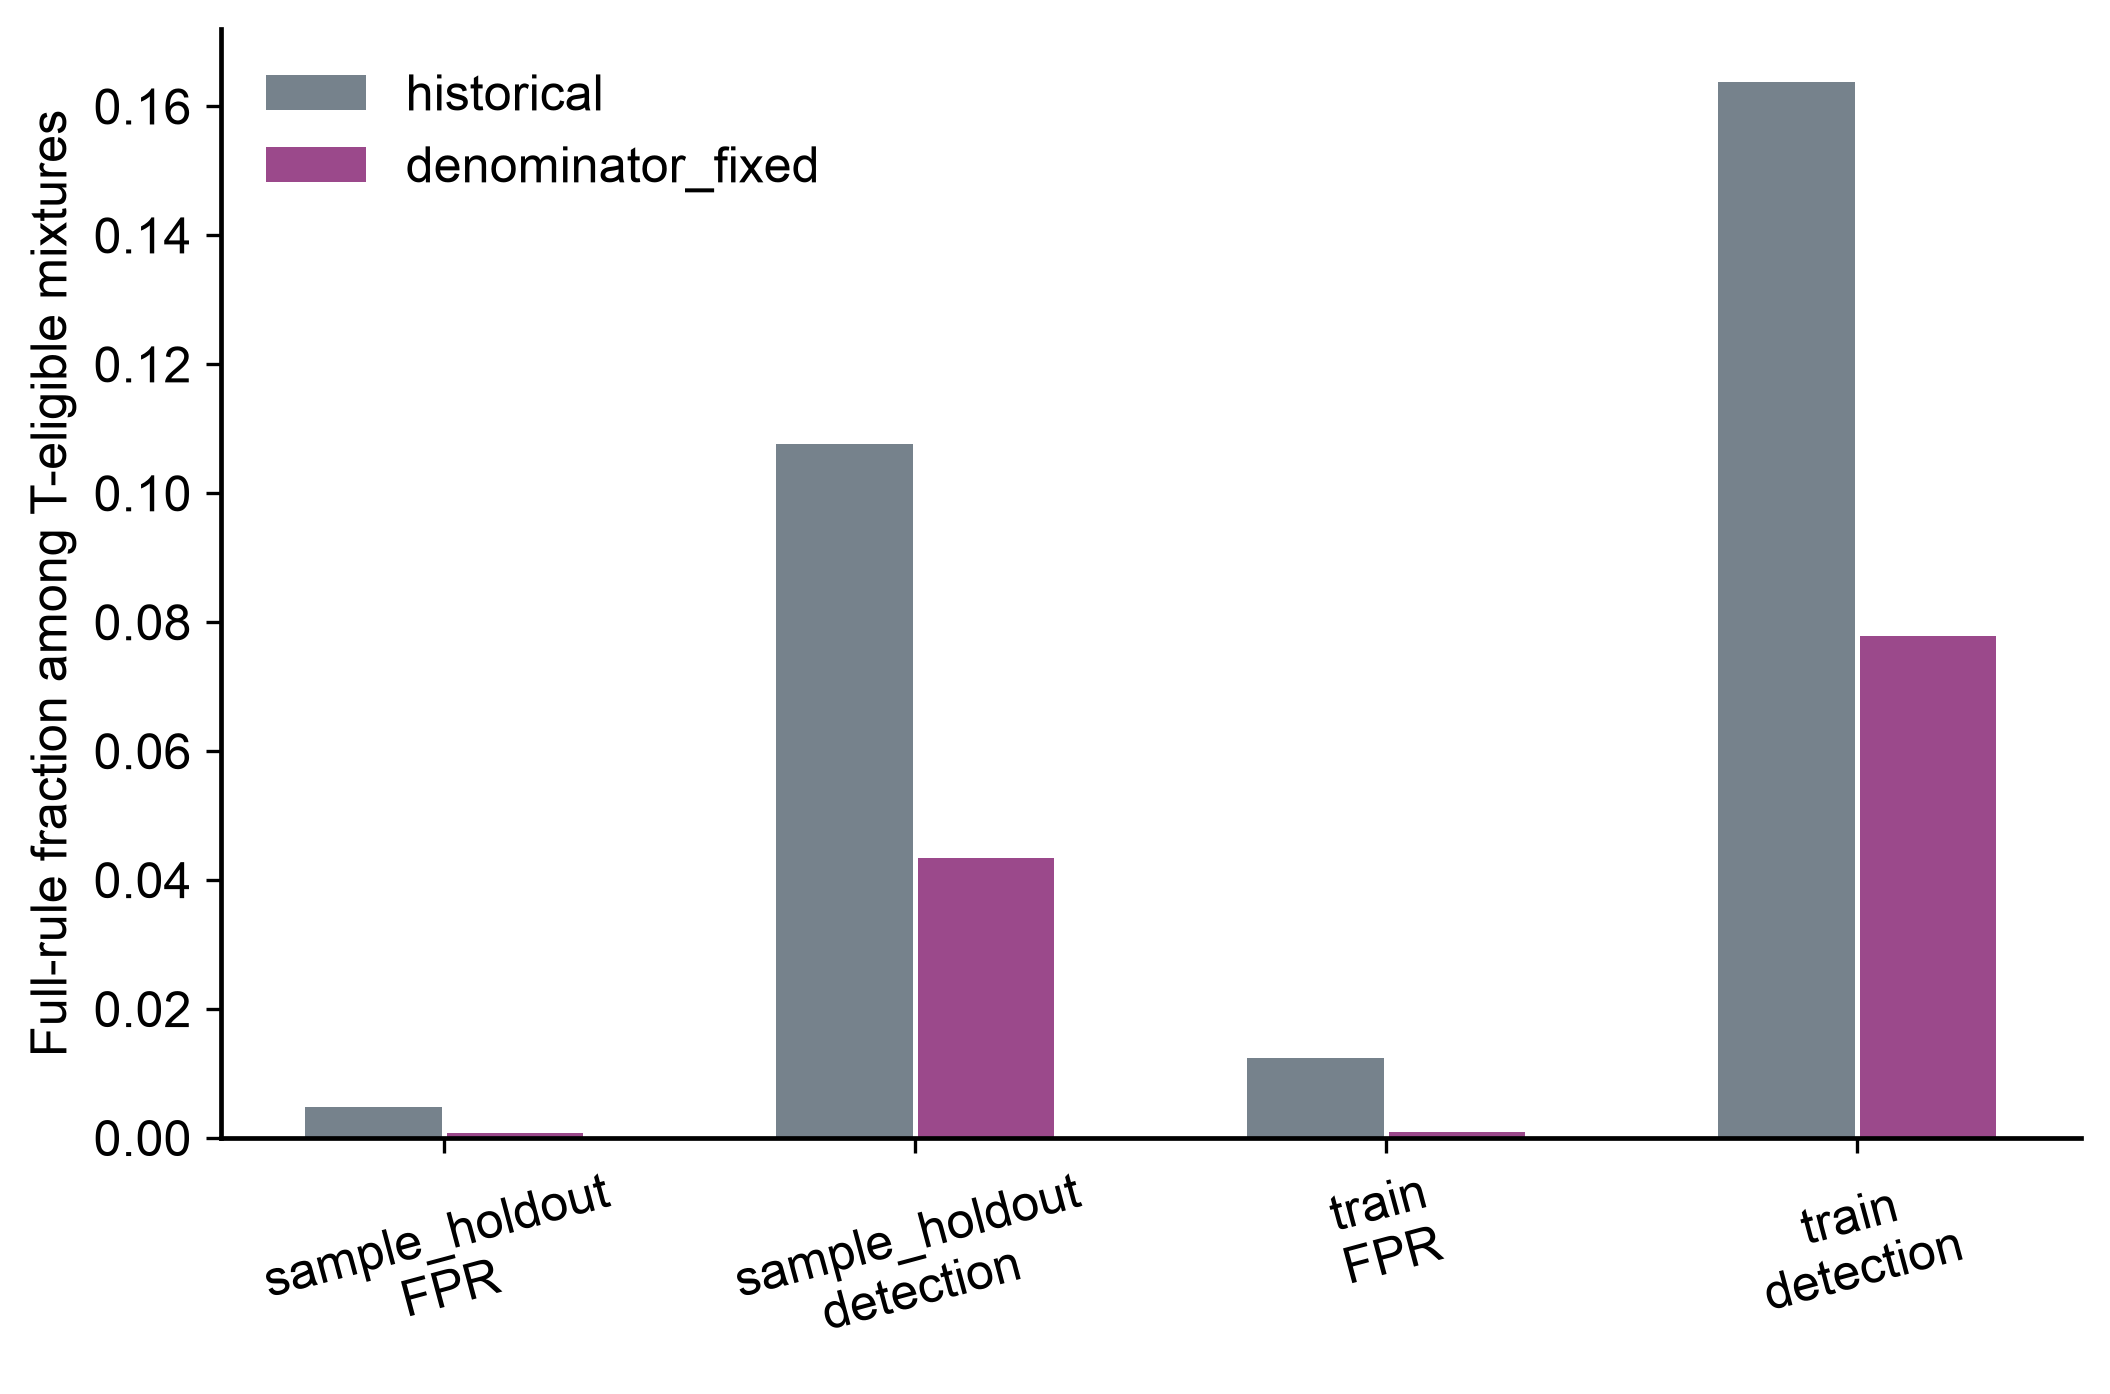 historical
denominator_fixed
Full-rule fraction among T-eligible mixtures
0.16
0.14
0.12
0.10
0.08
0.06
0.04
0.02
0.00
sample_holdout
FPR
sample_holdout
detection
train
FPR
train
detection